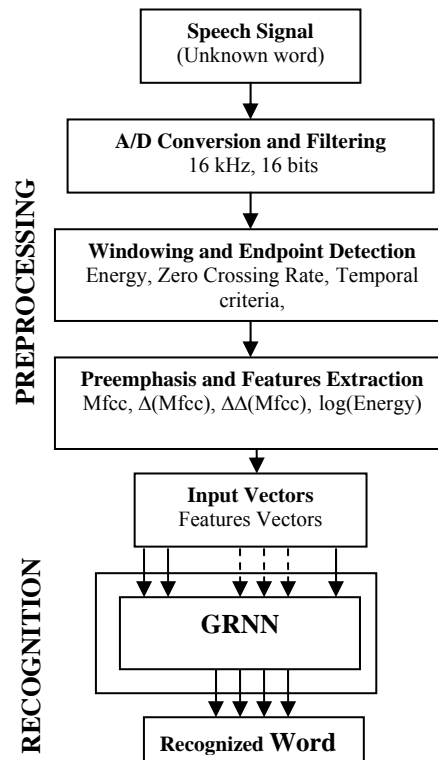 Speech Signal
(Unknown word)
A/D Conversion and Filtering
16 kHz, 16 bits
PREPROCESSING
Windowing and Endpoint Detection
Energy, Zero Crossing Rate, Temporal
criteria,
Preemphasis and Features Extraction
Mfcc, Δ(Mfcc), ΔΔ(Mfcc), log(Energy)
Input Vectors
Features Vectors
RECOGNITION
GRNN
Recognized Word